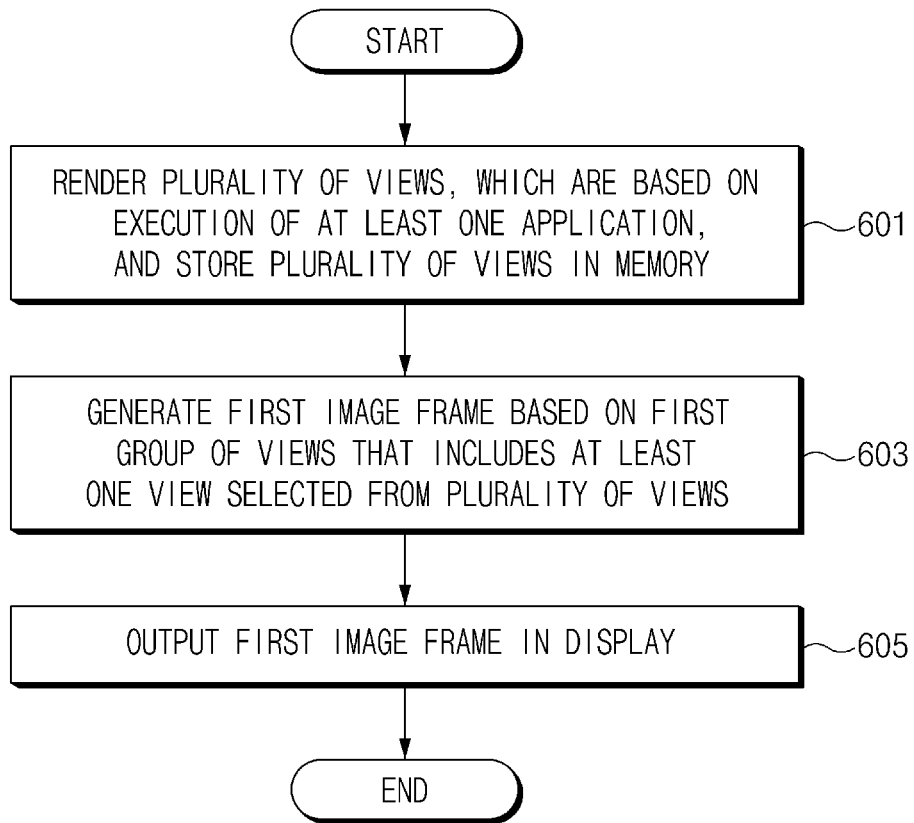 START
RENDER PLURALITY OF VIEWS, WHICH ARE BASED ON
EXECUTION OF AT LEAST ONE APPLICATION,
AND STORE PLURALITY OF VIEWS IN MEMORY
601
GENERATE FIRST IMAGE FRAME BASED ON FIRST
GROUP OF VIEWS THAT INCLUDES AT LEAST
ONE VIEW SELECTED FROM PLURALITY OF VIEWS
603
OUTPUT FIRST IMAGE FRAME IN DISPLAY
605
END